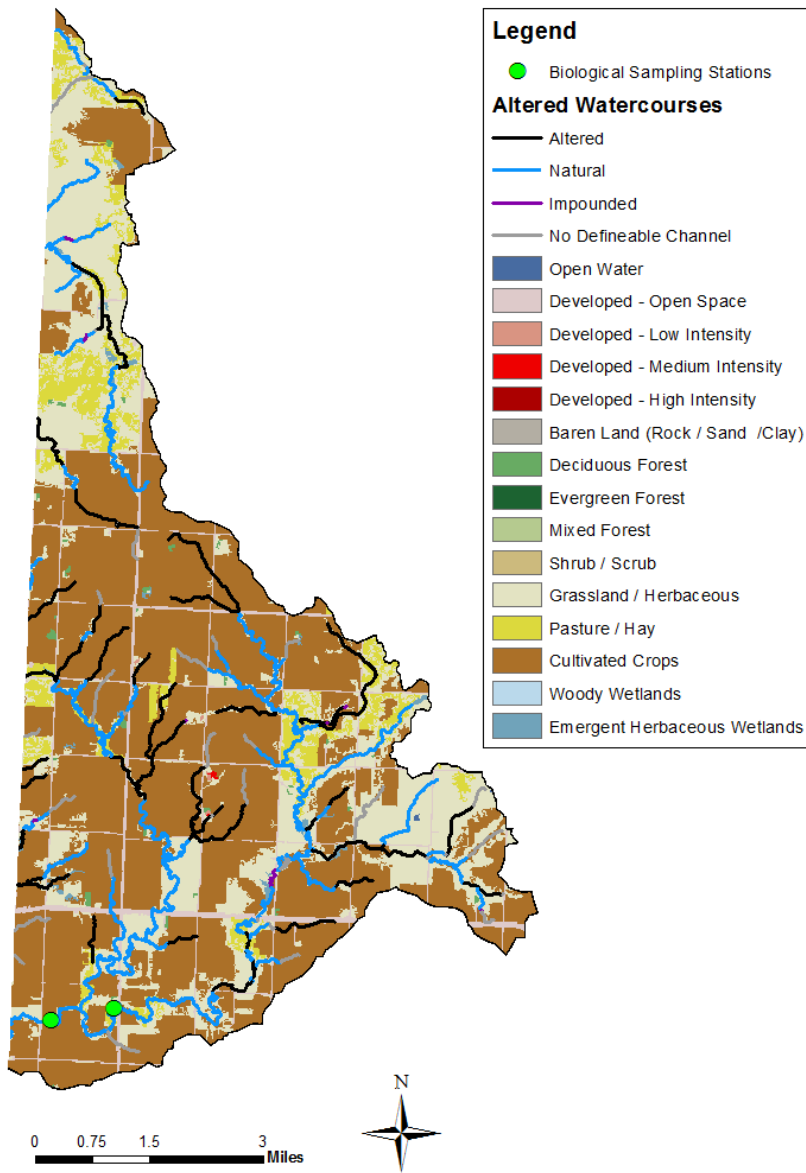 Legend
Biological Sampling Stations
Altered Watercourses
Altered
Natural
Impounded
No Defineable Channel
Open Water
Developed - Open Space
Developed - Low Intensity
Developed - Medium Intensity
Developed - High Intensity
Baren Land (Rock / Sand /Clay)
Deciduous Forest
Evergreen Forest
Mixed Forest
Shrub / Scrub
Grassland / Herbaceous
Pasture / Hay
Cultivated Crops
Woody Wetlands
Emergent Herbaceous Wetlands
N
0 0.75 1.5 3
Miles